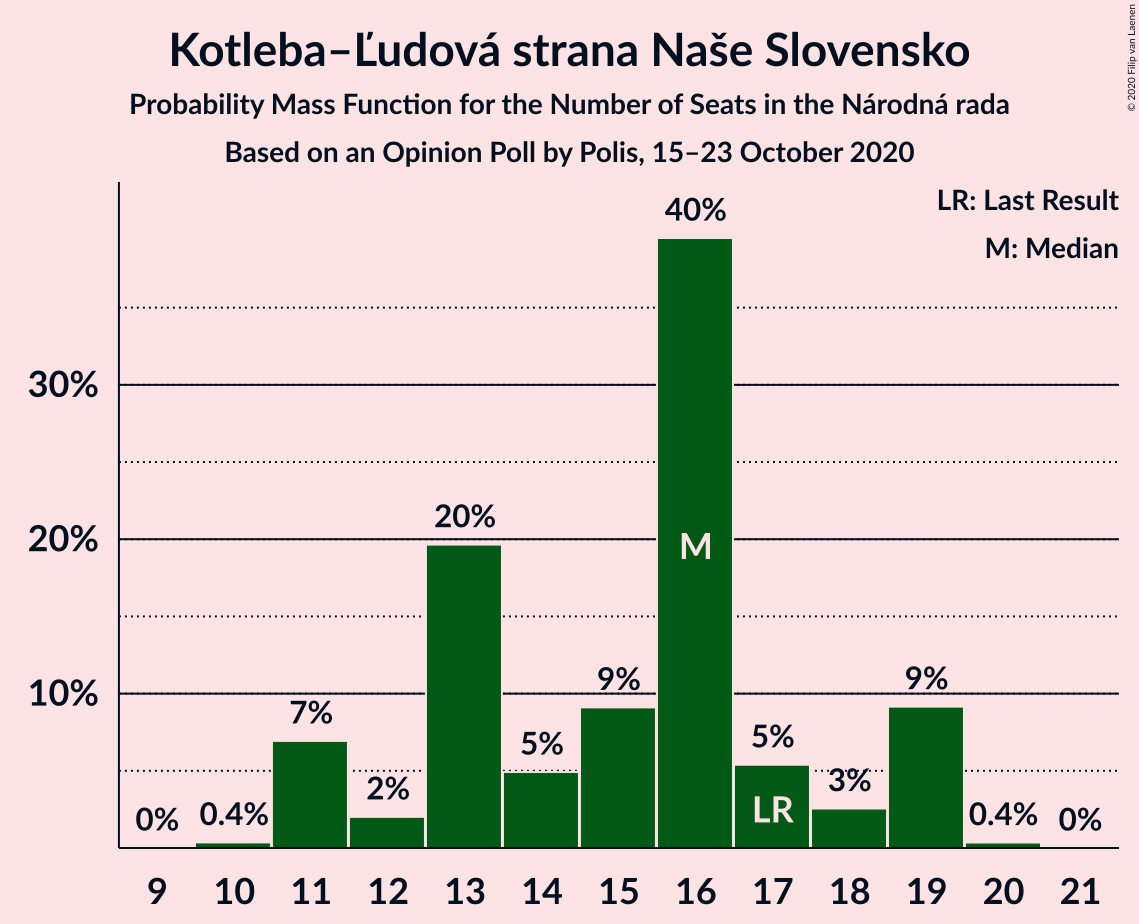 Kotleba–Ľudová strana Naše Slovensko
Probability Mass Function for the Number of Seats in the Národná rada
Based on an Opinion Poll by Polis, 15–23 October 2020
© 2020 Filip van Laenen
LR: Last Result
M: Median
40%
30%
20%
20%
M
10%
9%
9%
7%
5%
5%
3%
2%
LR
0%
0.4%
0.4%
0%
9 10 11 12 13 14 15 16 17 18 19 20 21